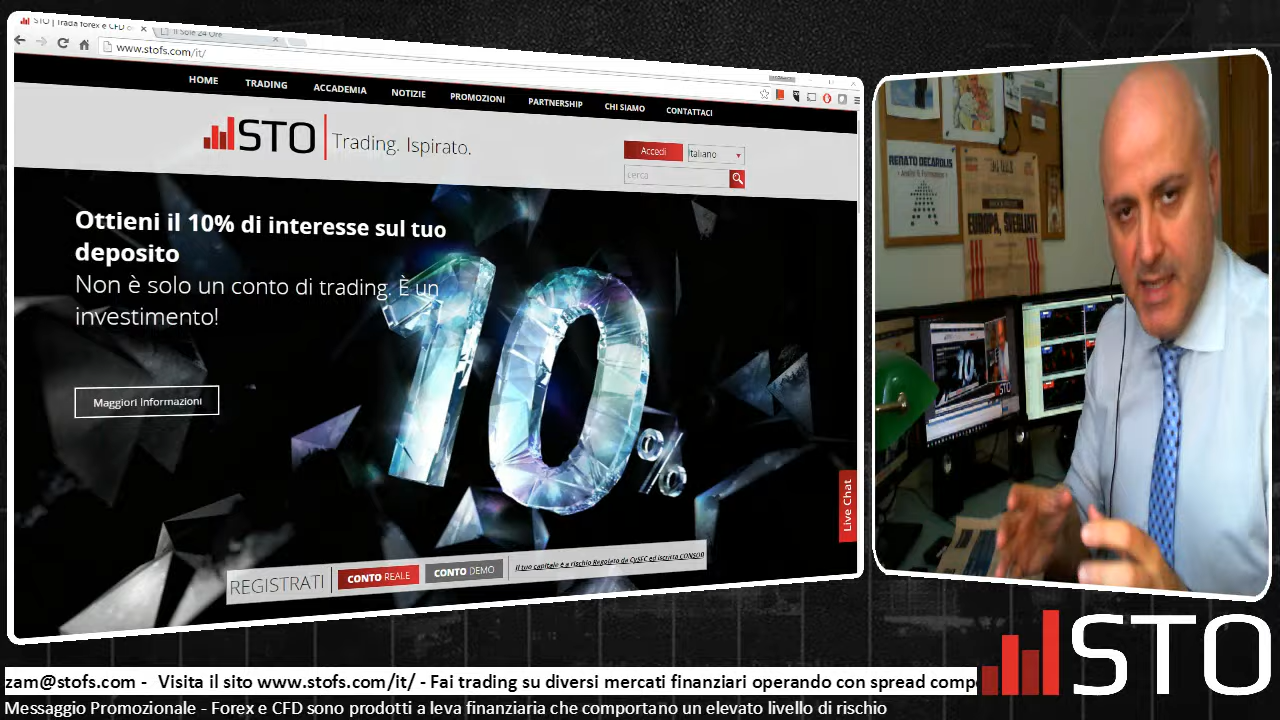 STO | Trada forex e CFD
Il Sole 24 Ore
www.stofs.com/it/
HOME TRADING ACCADEMIA NOTIZIE PROMOZIONI PARTNERSHIP CHI SIAMO CONTATTACI
STO Trading. Ispirato.
Accedi Italiano
cerca
Ottieni il 10% di interesse sul tuo
deposito
Non è solo un conto di trading. È un
investimento!
10%
Maggiori Informazioni
Live Chat
REGISTRATI CONTO REALE CONTO DEMO Il tuo capitale è a rischio Regolato da CySEC ed iscritta CONSOB
RENATO DECAROLIS
EUROPA, SVEGLIATI
10%
STO
STO
zam@stofs.com - Visita il sito www.stofs.com/it/ - Fai trading su diversi mercati finanziari operando con spread comp
Messaggio Promozionale - Forex e CFD sono prodotti a leva finanziaria che comportano un elevato livello di rischio